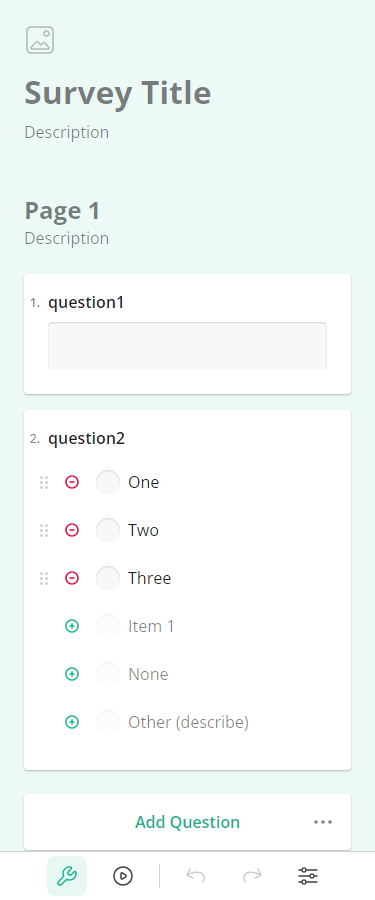 Survey Title
Description
Page 1
Description
1. question1
2. question2
One
Two
Three
Item 1
None
Other (describe)
Add Question